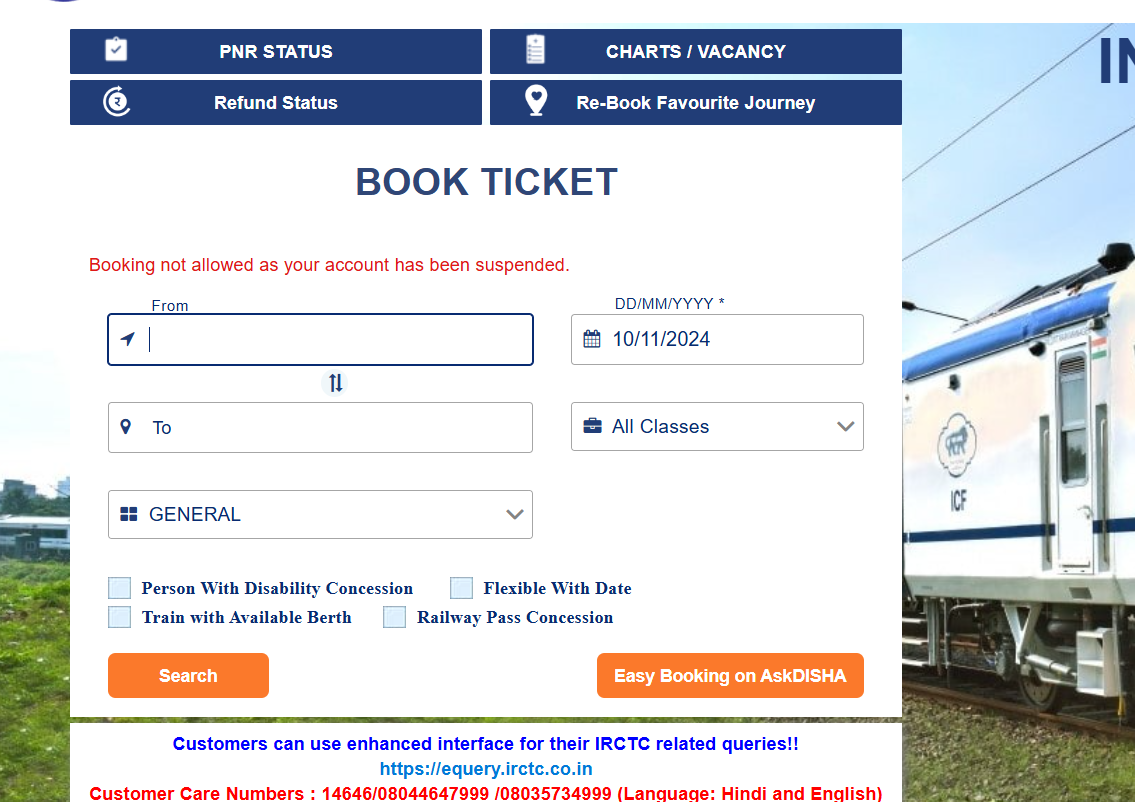 PNR STATUS
CHARTS / VACANCY
Refund Status
Re-Book Favourite Journey
BOOK TICKET
Booking not allowed as your account has been suspended.
From
DD/MM/YYYY *
10/11/2024
To
All Classes
GENERAL
Person With Disability Concession
Flexible With Date
Train with Available Berth
Railway Pass Concession
Search
Easy Booking on AskDISHA
Customers can use enhanced interface for their IRCTC related queries!!
https://equery.irctc.co.in
Customer Care Numbers : 14646/08044647999 /08035734999 (Language: Hindi and English)
ICF